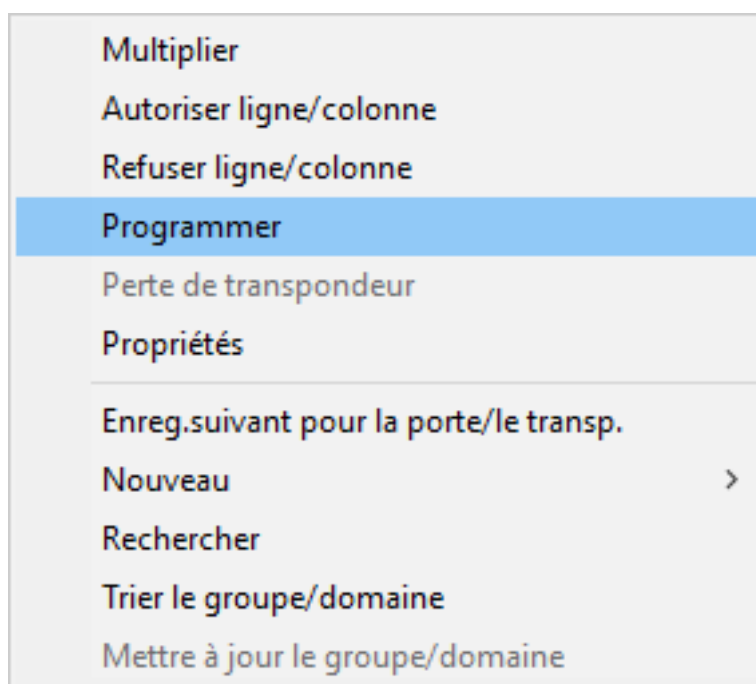 Multiplier
Autoriser ligne/colonne
Refuser ligne/colonne
Programmer
Perte de transpondeur
Propriétés
Enreg.suivant pour la porte/le transp.
Nouveau
Rechercher
Trier le groupe/domaine
Mettre à jour le groupe/domaine